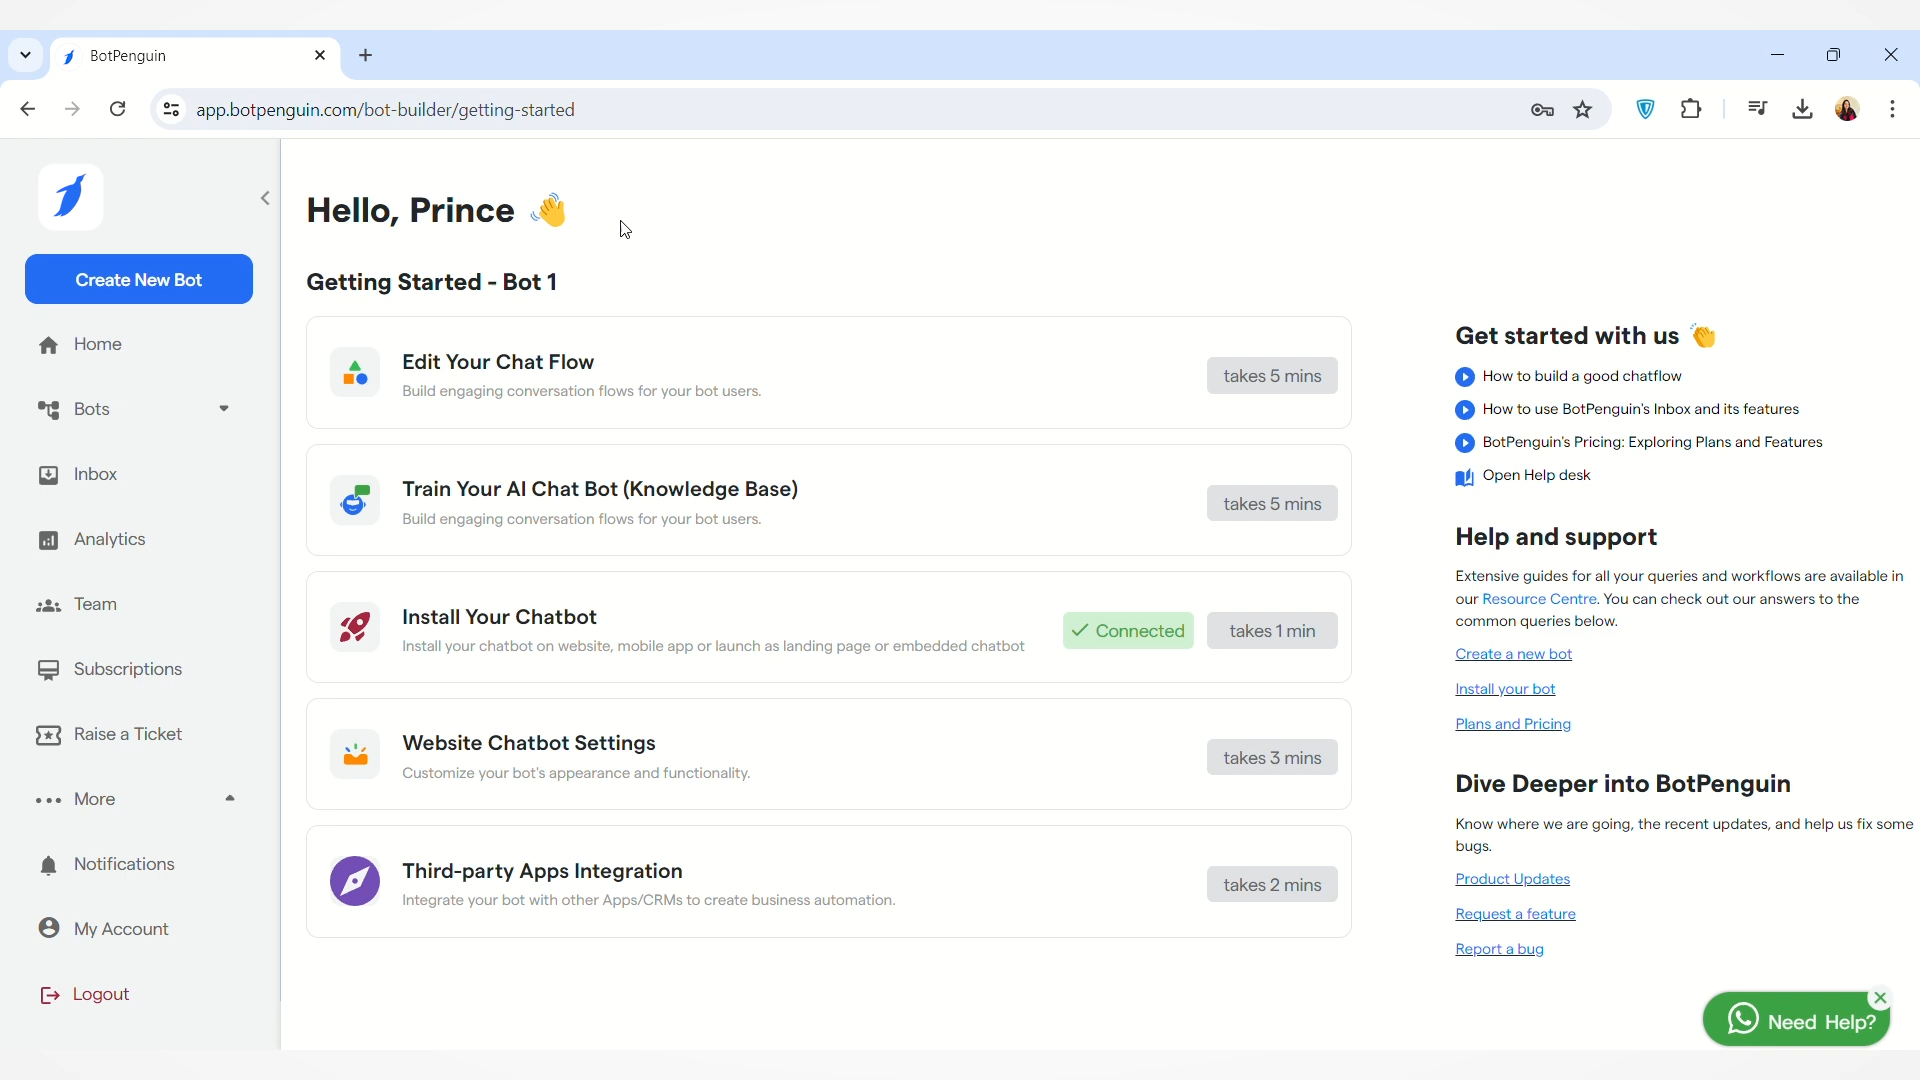 BotPenguin
app.botpenguin.com/bot-builder/getting-started
Create New Bot
Home
Bots
Inbox
Analytics
Team
Subscriptions
Raise a Ticket
More
Notifications
My Account
Logout
Hello, Prince 👋
Getting Started - Bot 1
Edit Your Chat Flow
Build engaging conversation flows for your bot users.
takes 5 mins
Train Your AI Chat Bot (Knowledge Base)
Build engaging conversation flows for your bot users.
takes 5 mins
Install Your Chatbot
Install your chatbot on website, mobile app or launch as landing page or embedded chatbot
Connected
takes 1 min
Website Chatbot Settings
Customize your bot's appearance and functionality.
takes 3 mins
Third-party Apps Integration
Integrate your bot with other Apps/CRMs to create business automation.
takes 2 mins
Get started with us 👏
How to build a good chatflow
How to use BotPenguin's Inbox and its features
BotPenguin's Pricing: Exploring Plans and Features
Open Help desk
Help and support
Extensive guides for all your queries and workflows are available in
our Resource Centre. You can check out our answers to the
common queries below.
Create a new bot
Install your bot
Plans and Pricing
Dive Deeper into BotPenguin
Know where we are going, the recent updates, and help us fix some
bugs.
Product Updates
Request a feature
Report a bug
Need Help?